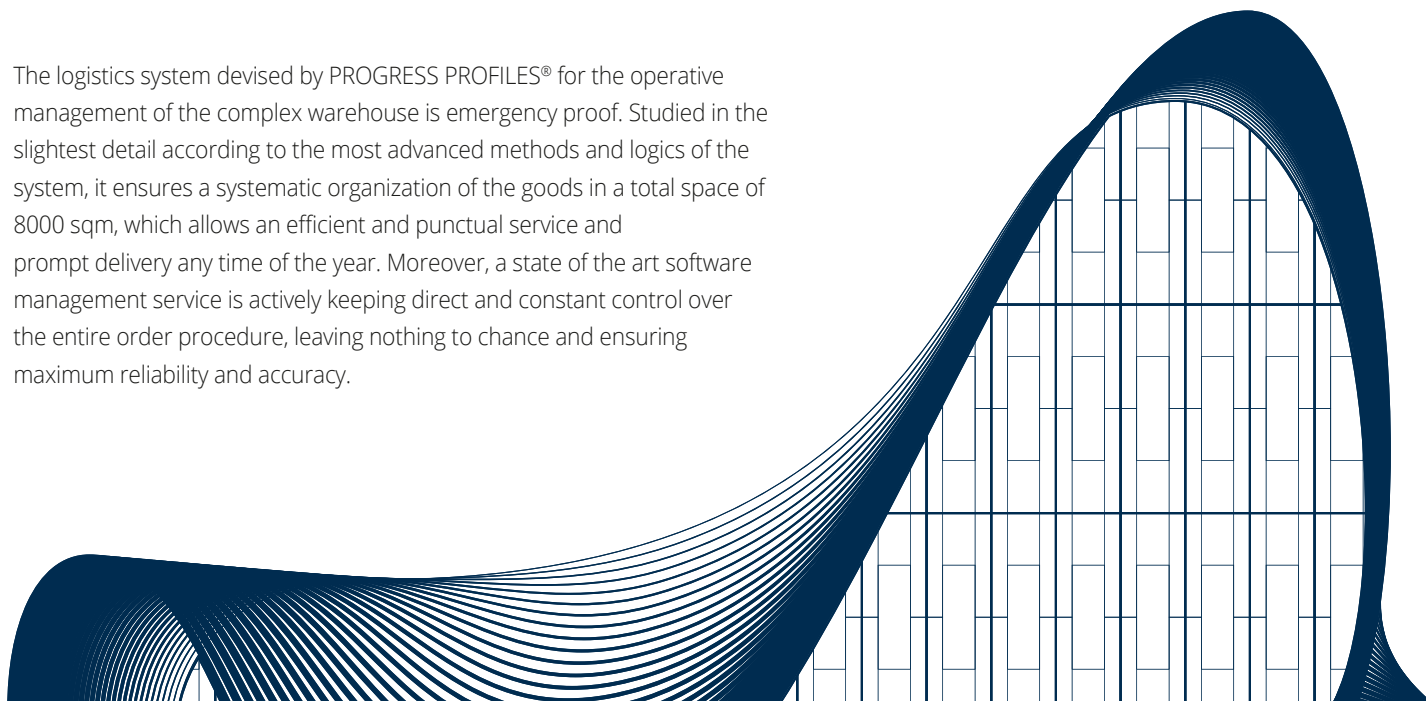 The logistics system devised by PROGRESS PROFILES® for the operative
management of the complex warehouse is emergency proof. Studied in the
slightest detail according to the most advanced methods and logics of the
system, it ensures a systematic organization of the goods in a total space of
8000 sqm, which allows an efficient and punctual service and
prompt delivery any time of the year. Moreover, a state of the art software
management service is actively keeping direct and constant control over
the entire order procedure, leaving nothing to chance and ensuring
maximum reliability and accuracy.